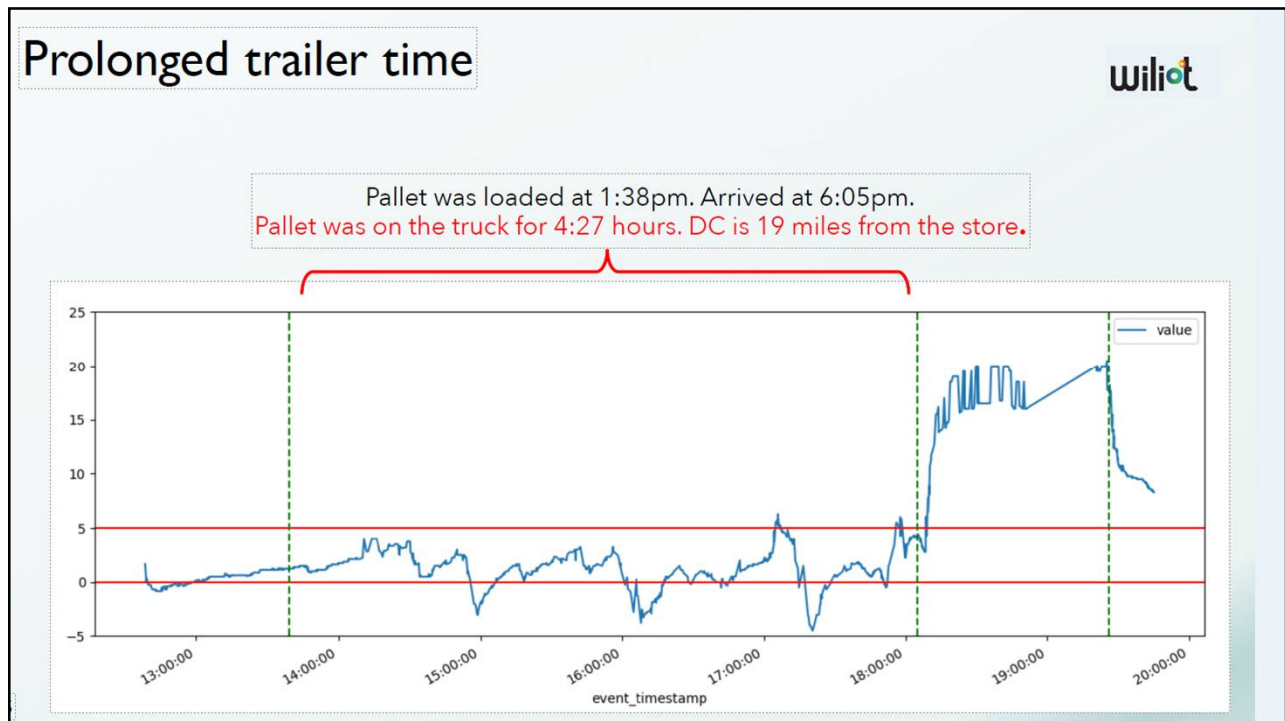 Prolonged trailer time
wiliot
Pallet was loaded at 1:38pm. Arrived at 6:05pm.
Pallet was on the truck for 4:27 hours. DC is 19 miles from the store.
25
20
15
10
5
0
−5
value
13:00:00
14:00:00
15:00:00
16:00:00
17:00:00
18:00:00
19:00:00
20:00:00
event_timestamp